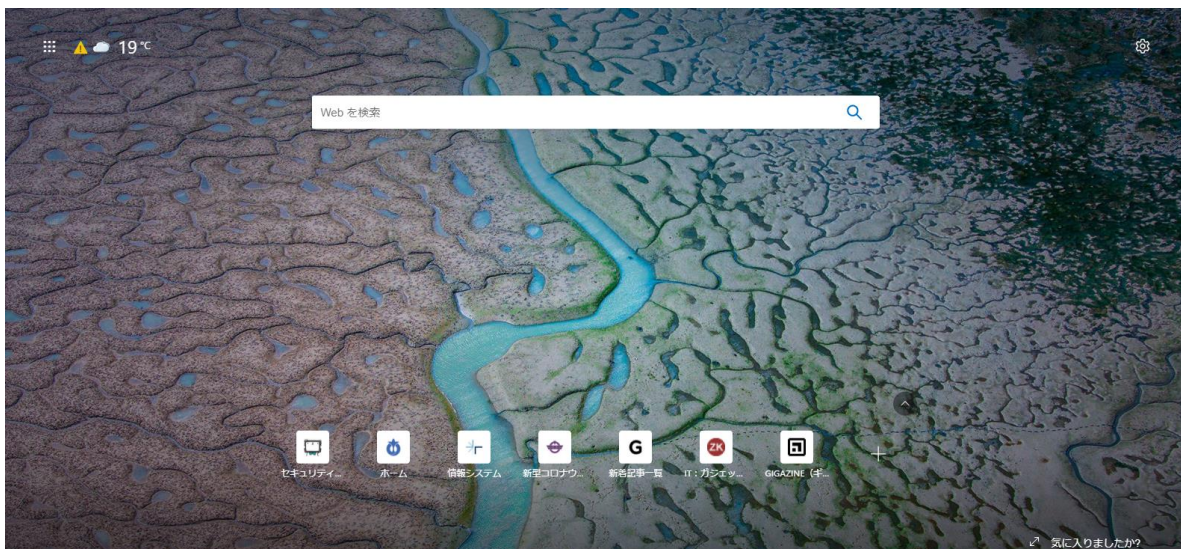 19 ℃
Web を検索
G
ZK
セキュリティ...
ホーム
情報システム
新型コロナウ...
新着記事一覧
IT：ガジェッ...
GIGAZINE（ギ...
気に入りましたか?